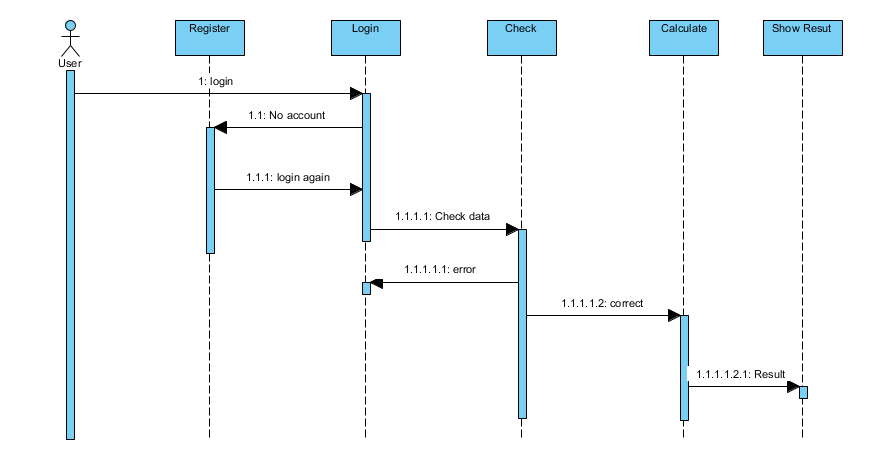 Register
Login
Check
Calculate
Show Resut
User
1: login
1.1: No account
1.1.1: login again
1.1.1.1: Check data
1.1.1.1.1: error
1.1.1.1.2: correct
1.1.1.1.2.1: Result